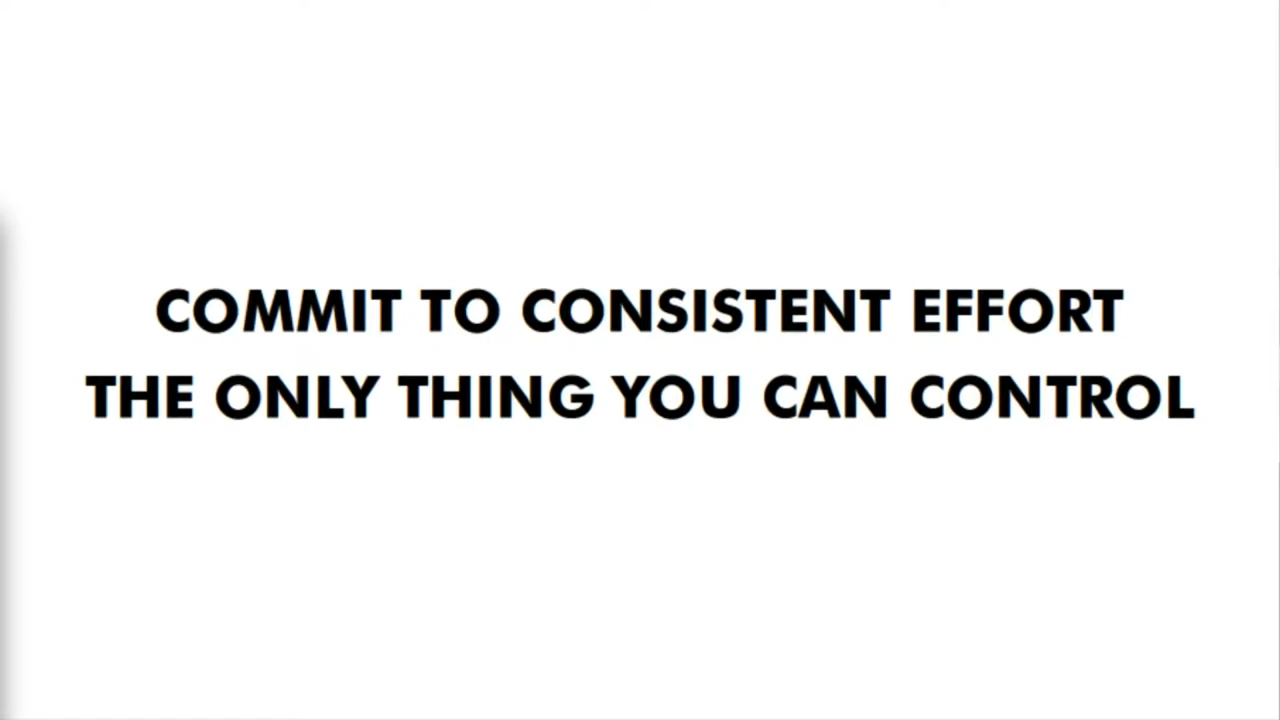 COMMIT TO CONSISTENT EFFORT
THE ONLY THING YOU CAN CONTROL